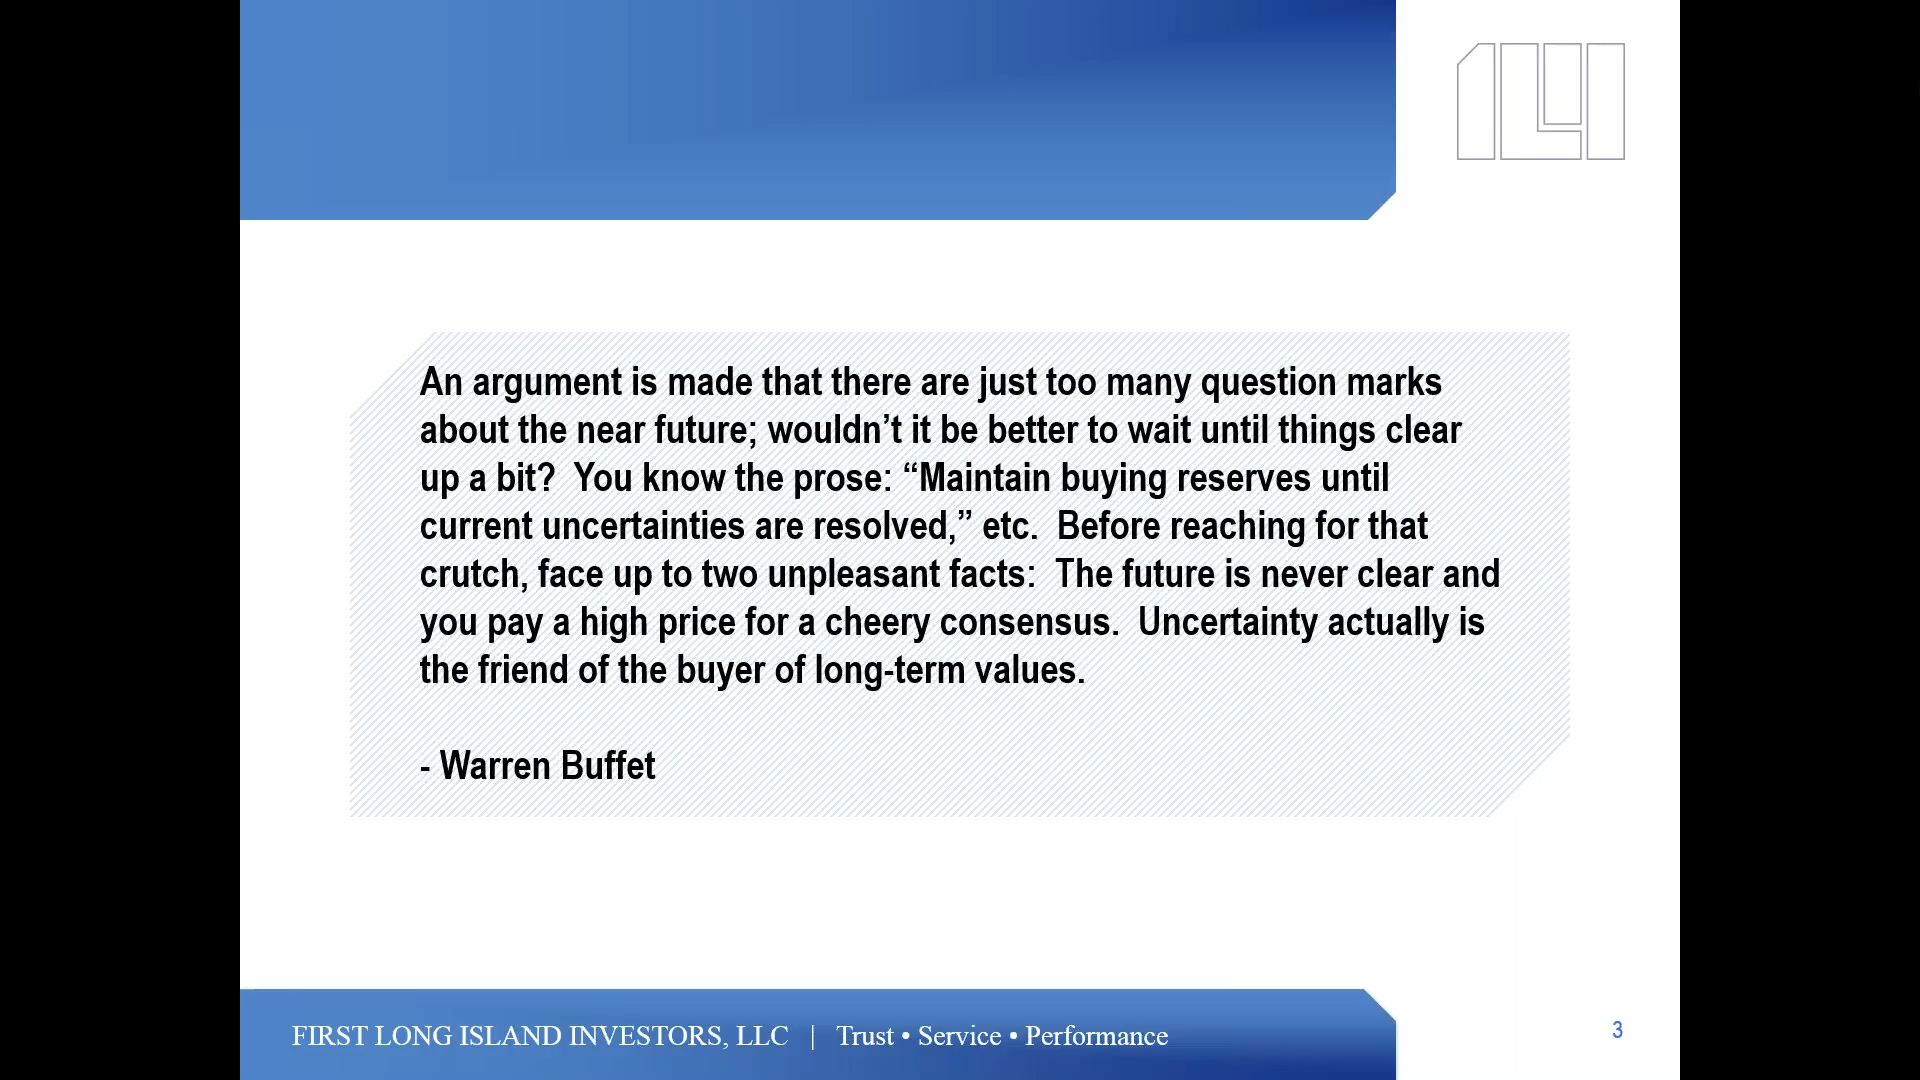 An argument is made that there are just too many question marks
about the near future; wouldn’t it be better to wait until things clear
up a bit?  You know the prose: “Maintain buying reserves until
current uncertainties are resolved,” etc.  Before reaching for that
crutch, face up to two unpleasant facts:  The future is never clear and
you pay a high price for a cheery consensus.  Uncertainty actually is
the friend of the buyer of long-term values.
- Warren Buffet
FIRST LONG ISLAND INVESTORS, LLC | Trust • Service • Performance
3